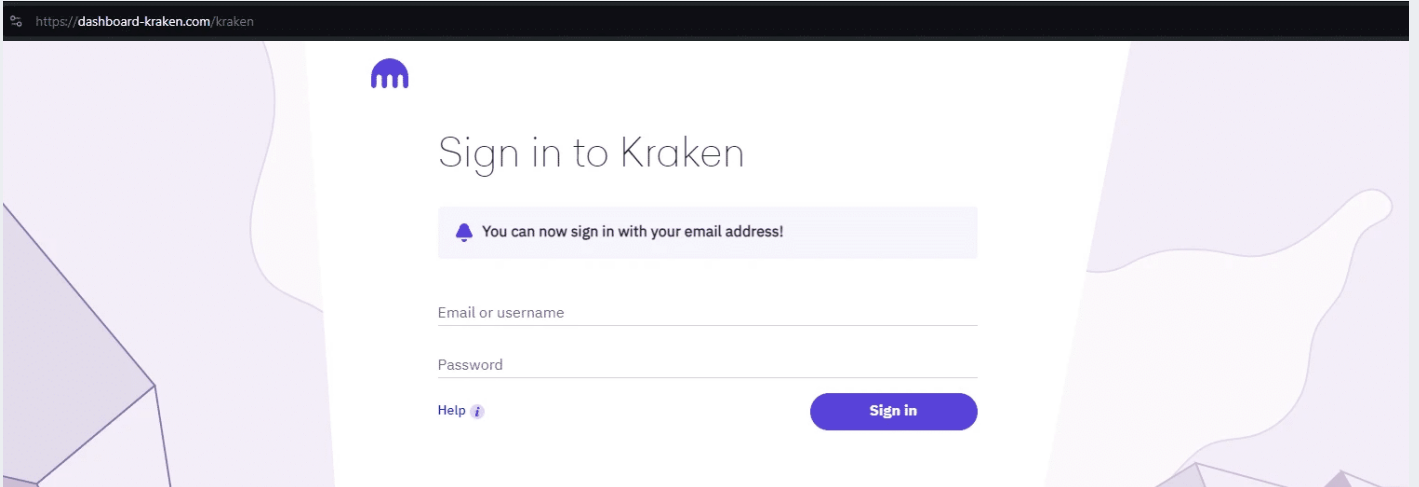 https://dashboard-kraken.com/kraken
Sign in to Kraken
You can now sign in with your email address!
Email or username
Password
Help i
Sign in